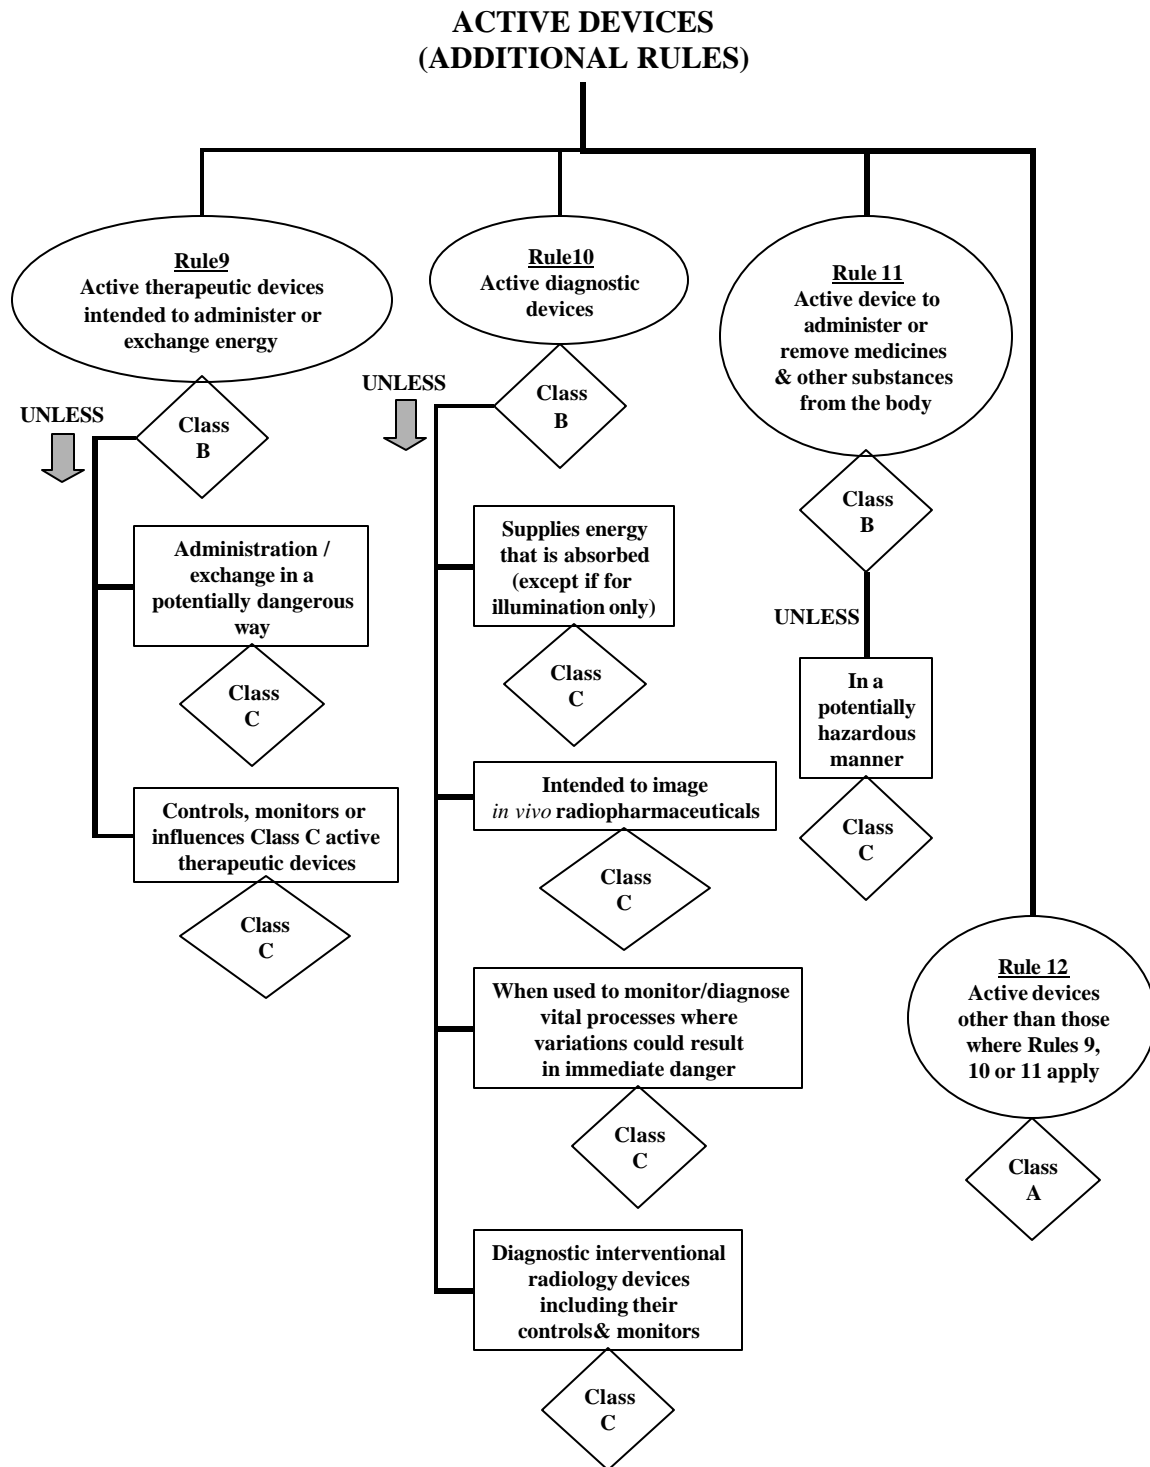 ACTIVE DEVICES
(ADDITIONAL RULES)
Rule9
Active therapeutic devices
intended to administer or
exchange energy
UNLESS
Class
B
Administration /
exchange in a
potentially dangerous
way
Class
C
Controls, monitors or
influences Class C active
therapeutic devices
Class
C
Rule10
Active diagnostic
devices
UNLESS
Class
B
Supplies energy
that is absorbed
(except if for
illumination only)
Class
C
Intended to image
in vivo radiopharmaceuticals
Class
C
When used to monitor/diagnose
vital processes where
variations could result
in immediate danger
Class
C
Diagnostic interventional
radiology devices
including their
controls& monitors
Class
C
Rule 11
Active device to
administer or
remove medicines
& other substances
from the body
Class
B
UNLESS
In a
potentially
hazardous
manner
Class
C
Rule 12
Active devices
other than those
where Rules 9,
10 or 11 apply
Class
A